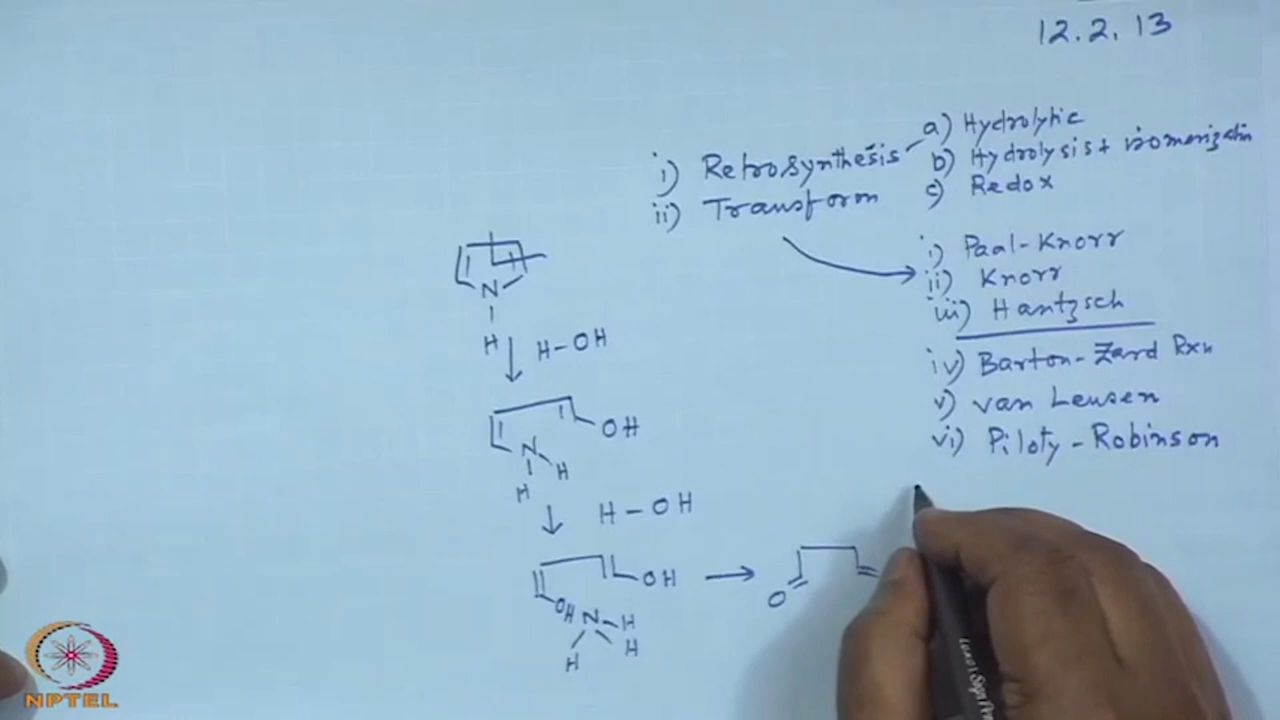 12.2.13
i) Retrosynthesis
a) Hydrolytic
b) Hydrolysis + isomerization
c) Redox
ii) Transform
i) Paal-Knorr
ii) Knorr
iii) Hantzsch
iv) Barton-Zard Rxn
v) van Leusen
vi) Piloty-Robinson
N
H
H-OH
OH
N
H
H
H-OH
OH
OH N-H
H
H
O
NPTEL